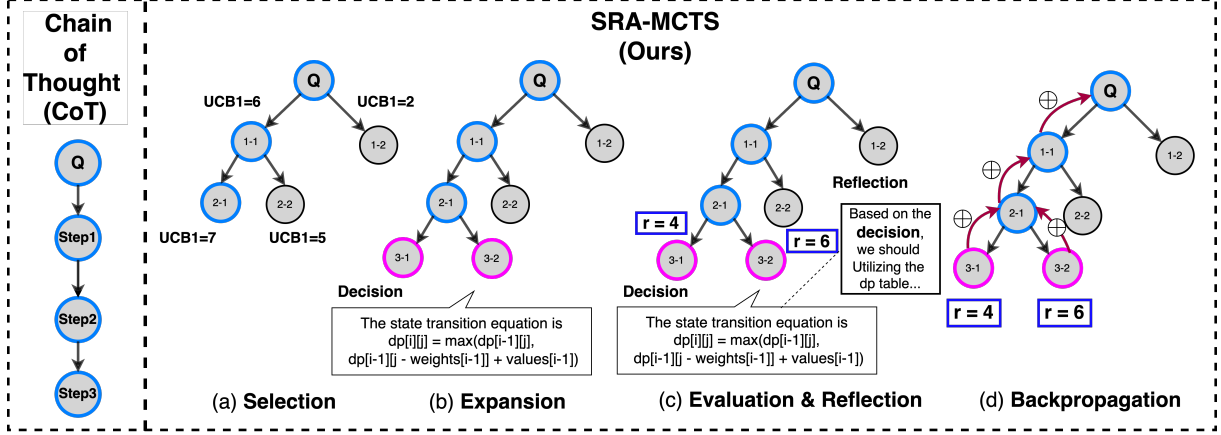 Chain
of
Thought
(CoT)
Q
Step1
Step2
Step3
SRA-MCTS
(Ours)
Q
UCB1=6
UCB1=2
1-1
1-2
2-1
2-2
UCB1=7
UCB1=5
(a) Selection
Q
1-1
1-2
2-1
2-2
3-1
3-2
Decision
The state transition equation is
dp[i][j] = max(dp[i-1][j],
dp[i-1][j - weights[i-1]] + values[i-1])
(b) Expansion
Q
1-1
1-2
2-1
2-2
r = 4
r = 6
3-1
3-2
Decision
The state transition equation is
dp[i][j] = max(dp[i-1][j],
dp[i-1][j - weights[i-1]] + values[i-1])
Reflection
Based on the
decision,
we should
Utilizing the
dp table...
(c) Evaluation & Reflection
Q
1-1
1-2
2-1
2-2
3-1
3-2
r = 4
r = 6
(d) Backpropagation